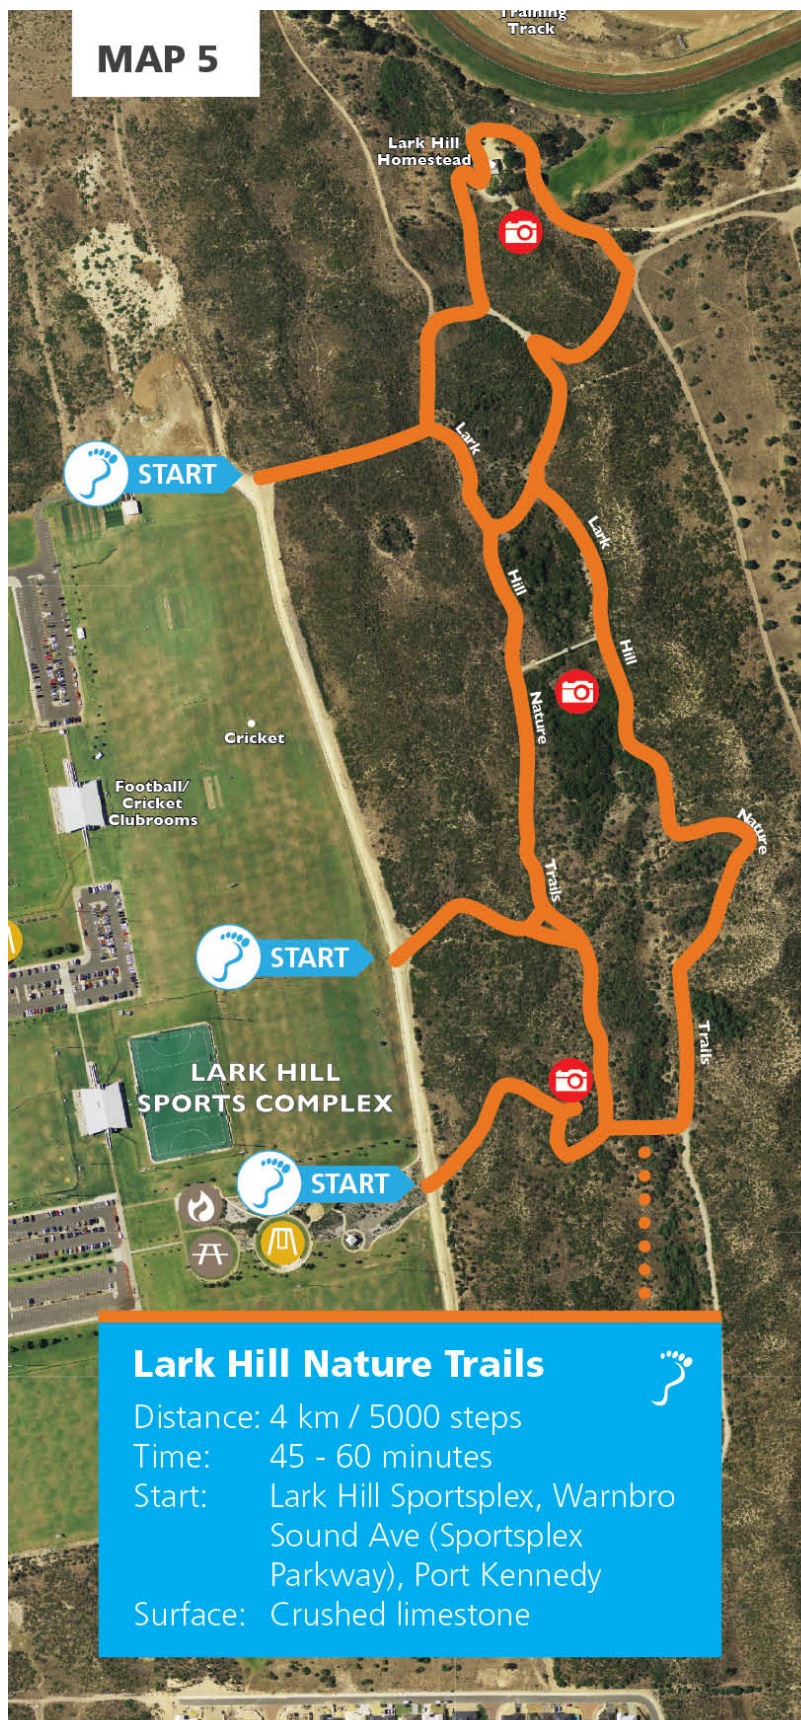 MAP 5
Training
Track
Lark Hill
Homestead
START
Lark
Lark
Hill
Hill
Nature
Cricket
Football/
Cricket
Clubrooms
Nature
Trails
START
Trails
LARK HILL
SPORTS COMPLEX
START
Lark Hill Nature Trails
Distance: 4 km / 5000 steps
Time: 45 - 60 minutes
Start: Lark Hill Sportsplex, Warnbro
Sound Ave (Sportsplex
Parkway), Port Kennedy
Surface: Crushed limestone